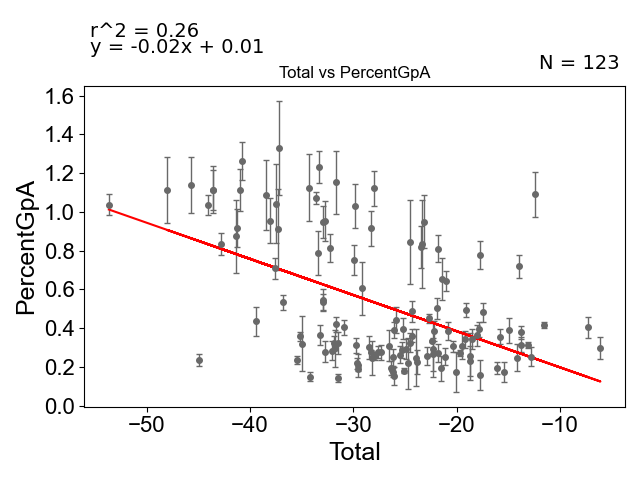 r^2 = 0.26
y = -0.02x + 0.01
N = 123
Total vs PercentGpA
PercentGpA
1.6
1.4
1.2
1.0
0.8
0.6
0.4
0.2
0.0
−50 −40 −30 −20 −10
Total